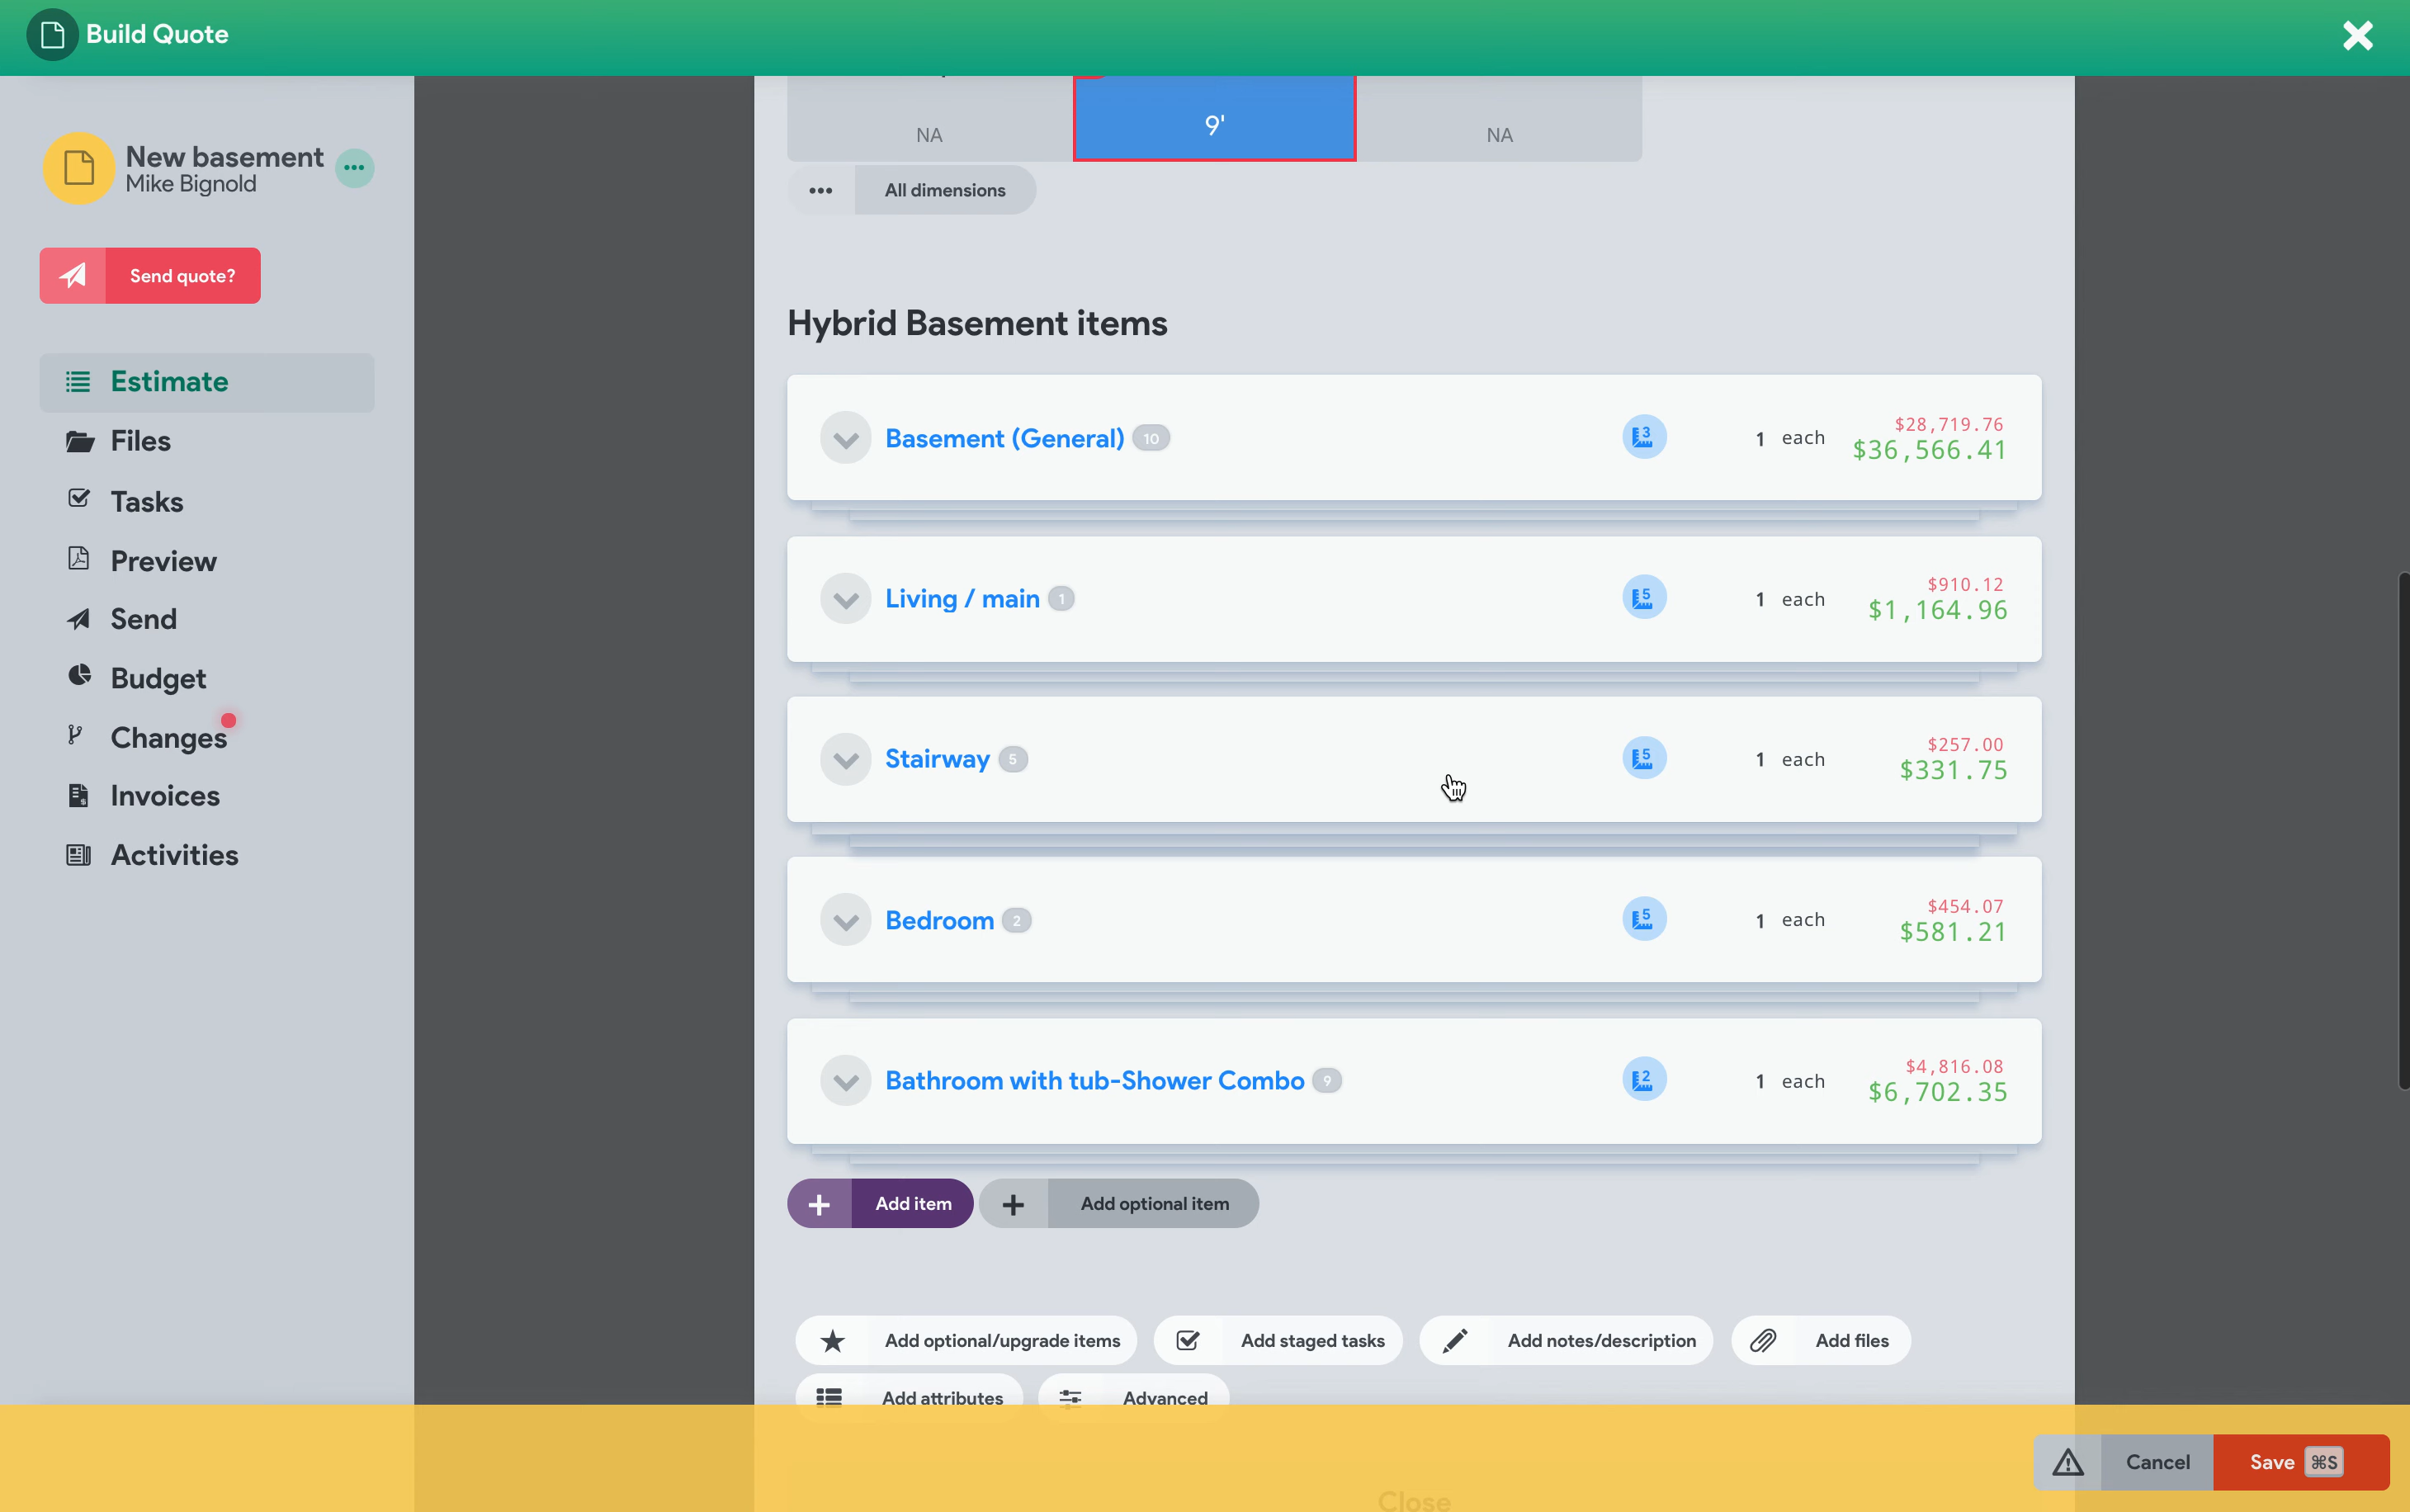 Build Quote
New basement
Mike Bignold
Send quote?
Estimate
Files
Tasks
Preview
Send
Budget
Changes
Invoices
Activities
NA
9'
NA
All dimensions
Hybrid Basement items
Basement (General) 10
3
1 each
$28,719.76
$36,566.41
Living / main 1
5
1 each
$910.12
$1,164.96
Stairway 5
5
1 each
$257.00
$331.75
Bedroom 2
5
1 each
$454.07
$581.21
Bathroom with tub-Shower Combo 9
2
1 each
$4,816.08
$6,702.35
Add item
Add optional item
Add optional/upgrade items
Add staged tasks
Add notes/description
Add files
Add attributes
Advanced
Close
Cancel
Save ⌘S